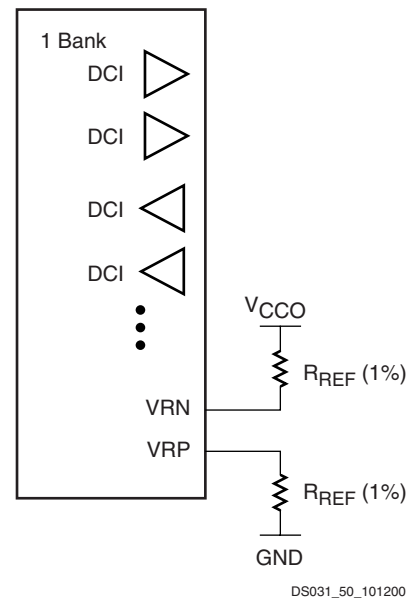 1 Bank
DCI
DCI
DCI
DCI
VCCO
RREF (1%)
VRN
VRP
RREF (1%)
GND
DS031_50_101200